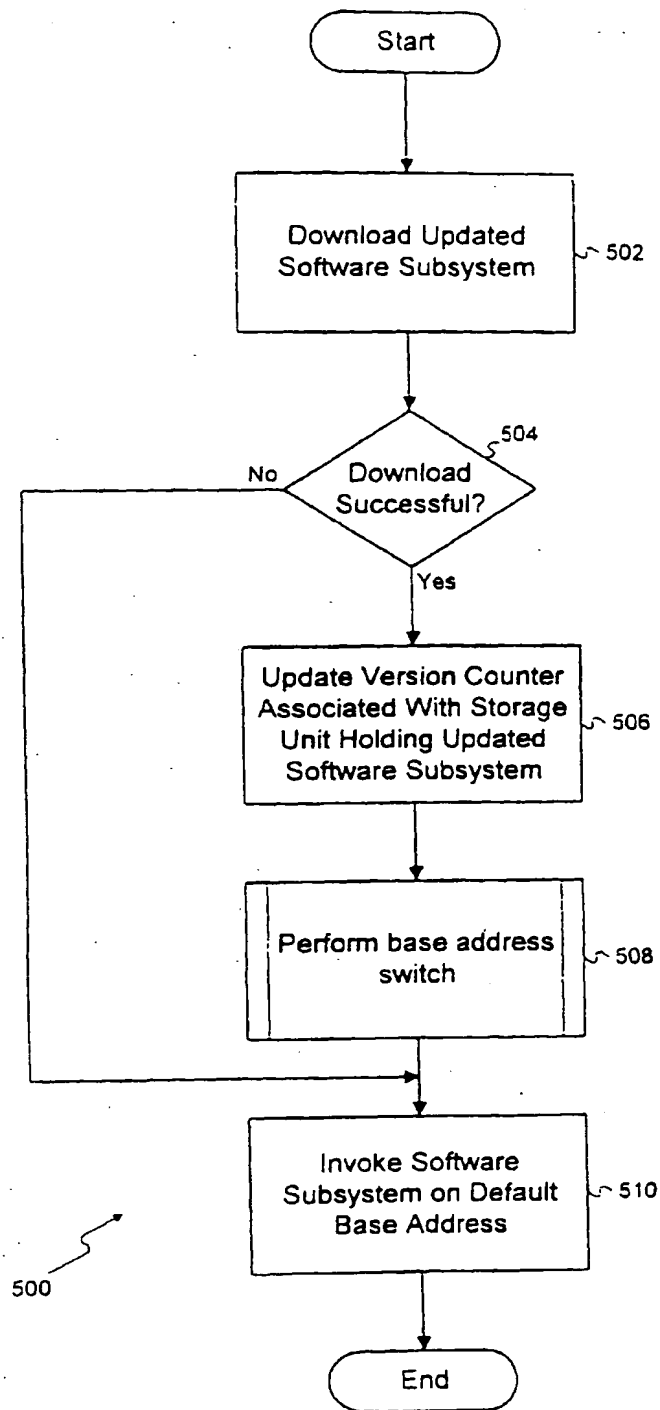 Start
Download Updated
Software Subsystem
502
504
No
Download
Successful?
Yes
Update Version Counter
Associated With Storage
Unit Holding Updated
Software Subsystem
506
Perform base address
switch
508
Invoke Software
Subsystem on Default
Base Address
510
500
End